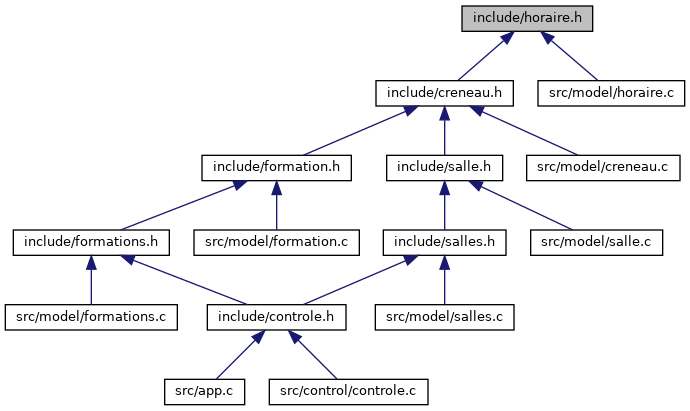 include/horaire.h
include/creneau.h
src/model/horaire.c
include/formation.h
include/salle.h
src/model/creneau.c
include/formations.h
src/model/formation.c
include/salles.h
src/model/salle.c
src/model/formations.c
include/controle.h
src/model/salles.c
src/app.c
src/control/controle.c